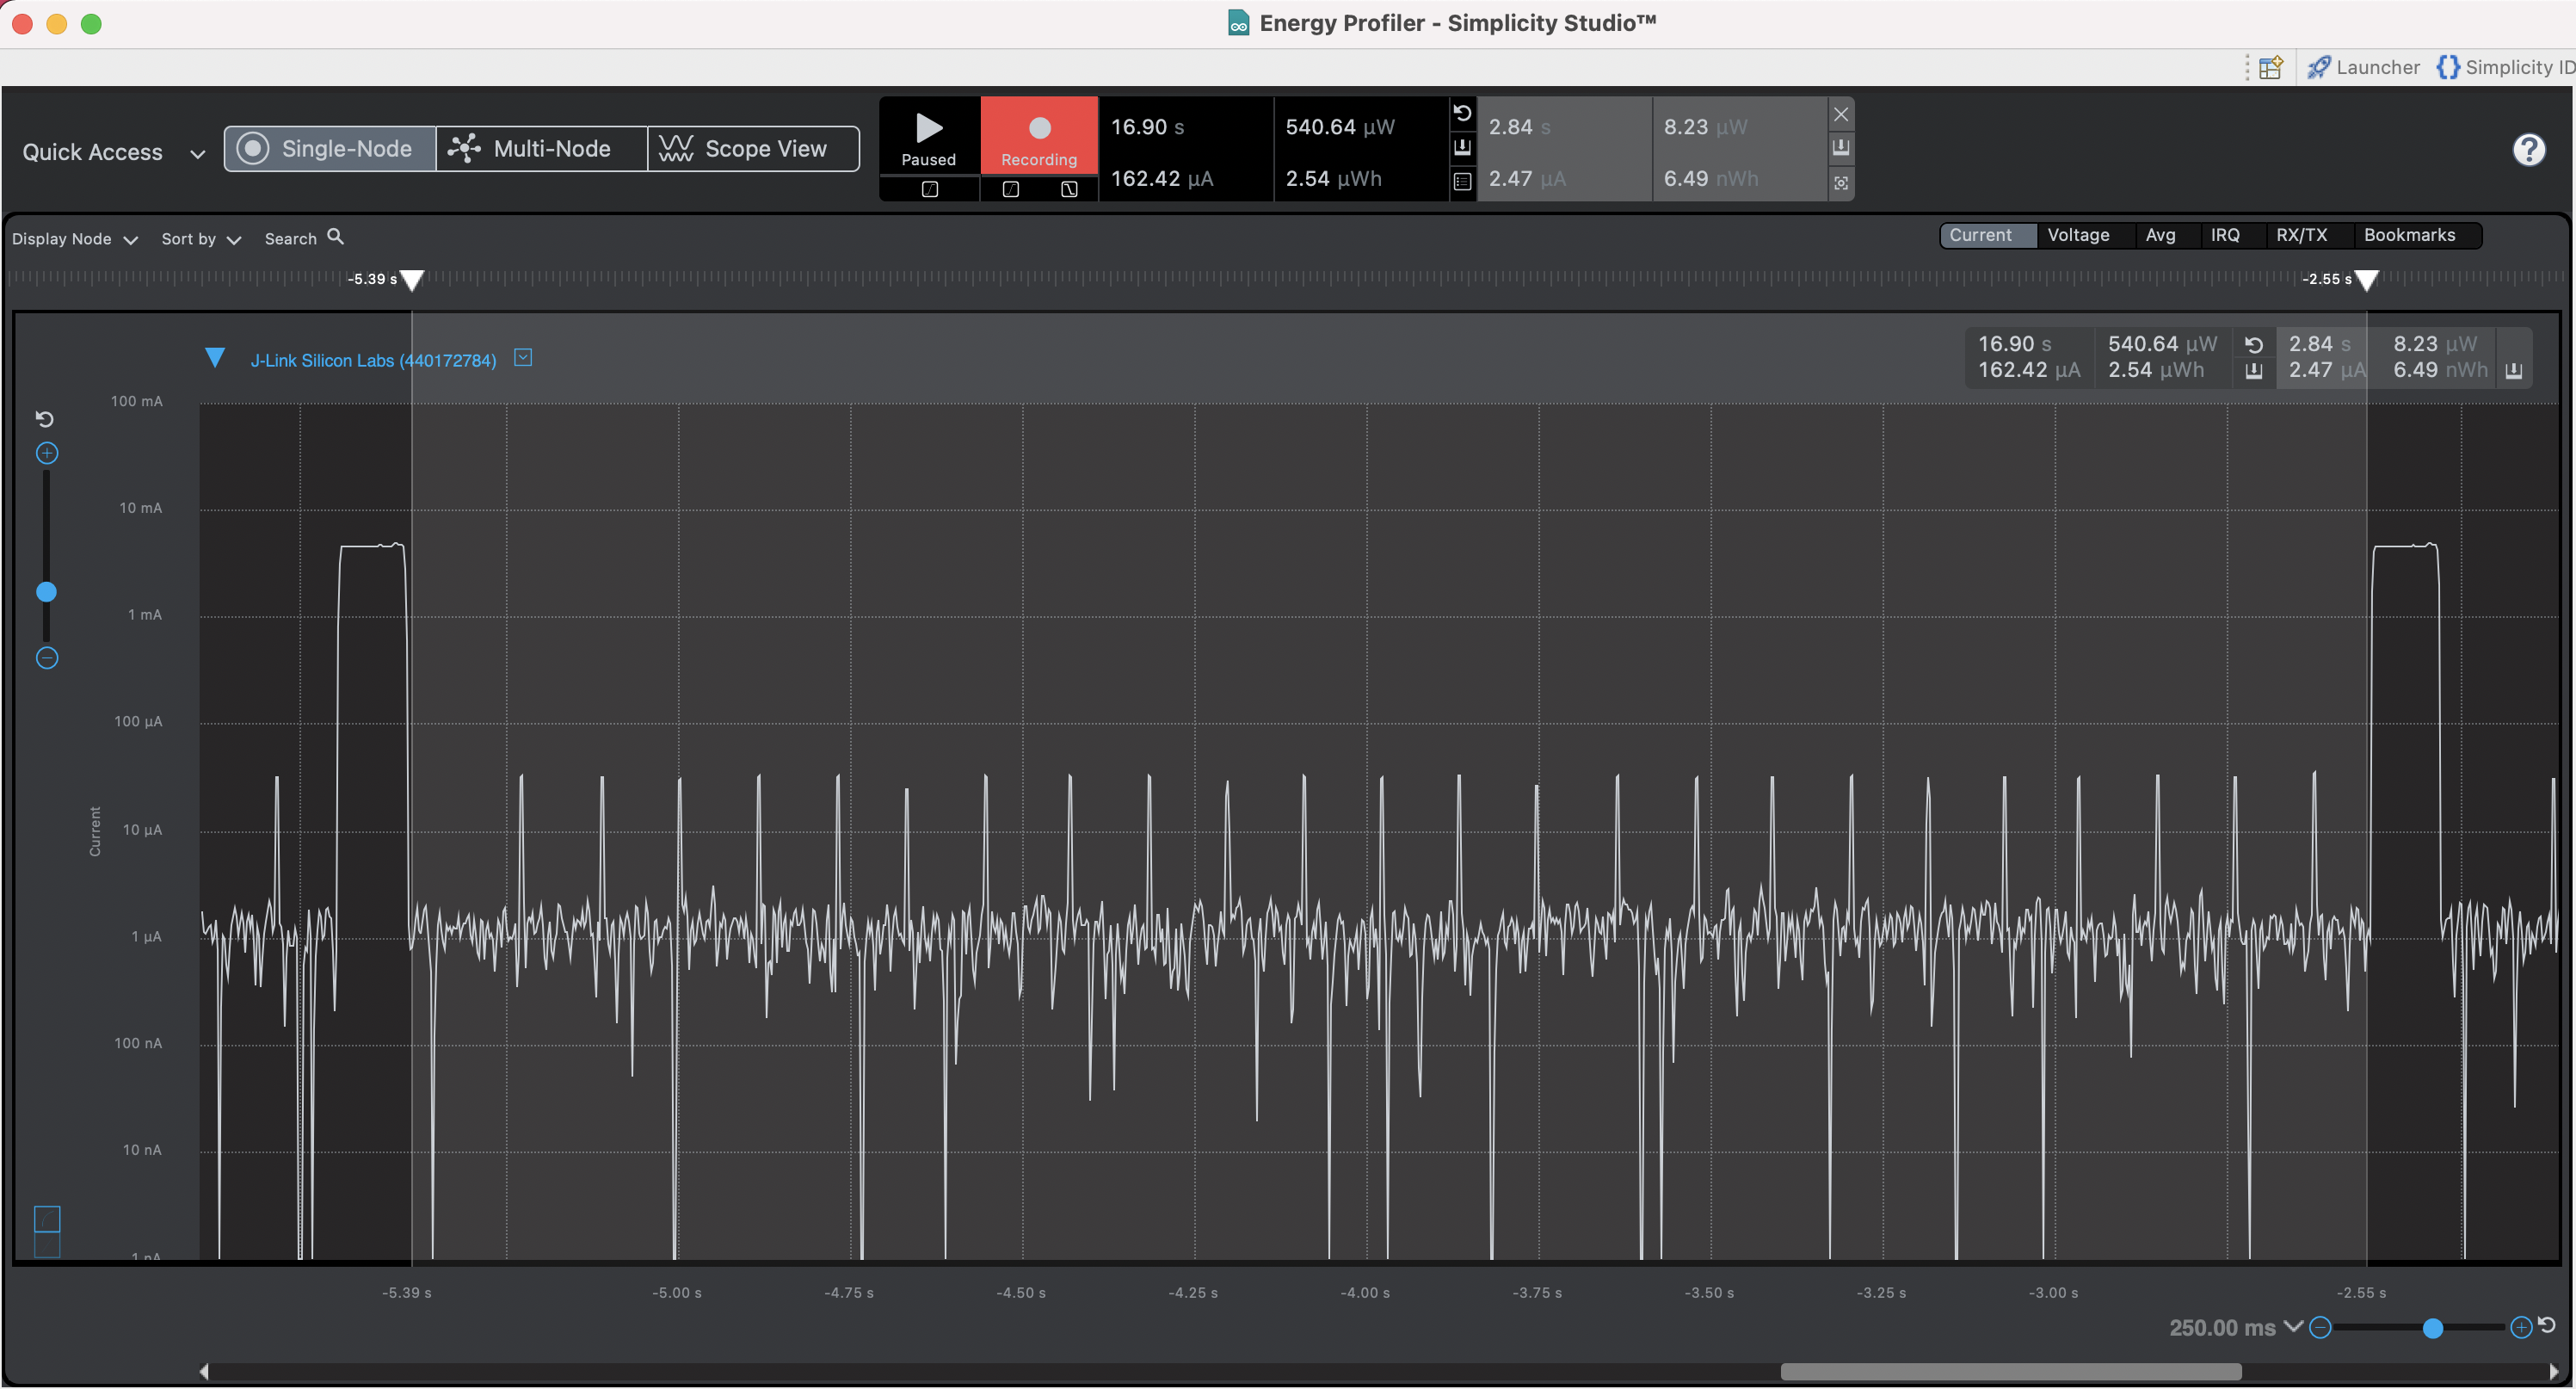 Energy Profiler - Simplicity Studio™
Launcher
Simplicity ID
Quick Access
Single-Node
Multi-Node
Scope View
Paused
Recording
16.90 s
162.42 µA
540.64 µW
2.54 µWh
2.84 s
2.47 µA
8.23 µW
6.49 nWh
Display Node
Sort by
Search
Current
Voltage
Avg
IRQ
RX/TX
Bookmarks
-5.39 s
-2.55 s
J-Link Silicon Labs (440172784)
16.90 s
162.42 µA
540.64 µW
2.54 µWh
2.84 s
2.47 µA
8.23 µW
6.49 nWh
100 mA
10 mA
1 mA
100 µA
10 µA
1 µA
100 nA
10 nA
1 nA
Current
-5.39 s
-5.00 s
-4.75 s
-4.50 s
-4.25 s
-4.00 s
-3.75 s
-3.50 s
-3.25 s
-3.00 s
-2.55 s
250.00 ms